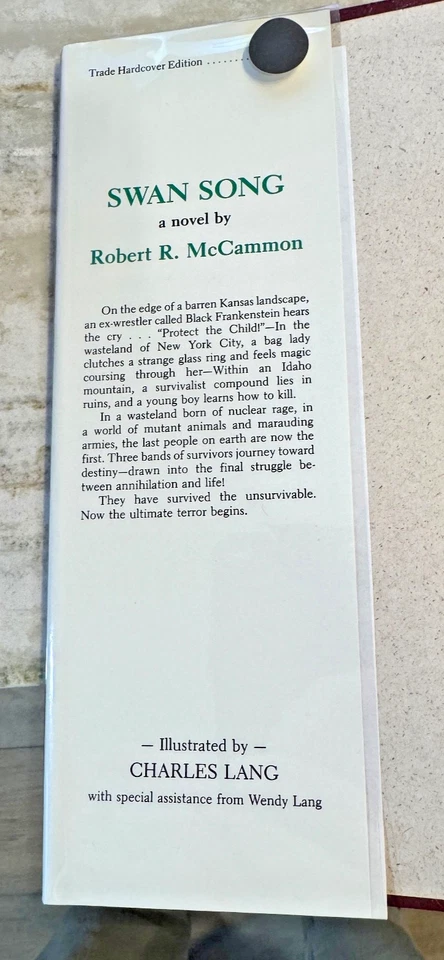 Trade Hardcover Edition ........
SWAN SONG
a novel by
Robert R. McCammon
On the edge of a barren Kansas landscape,
an ex-wrestler called Black Frankenstein hears
the cry . . . “Protect the Child!”—In the
wasteland of New York City, a bag lady
clutches a strange glass ring and feels magic
coursing through her—Within an Idaho
mountain, a survivalist compound lies in
ruins, and a young boy learns how to kill.
In a wasteland born of nuclear rage, in
a world of mutant animals and marauding
armies, the last people on earth are now the
first. Three bands of survivors journey toward
destiny—drawn into the final struggle be-
tween annihilation and life!
They have survived the unsurvivable.
Now the ultimate terror begins.
— Illustrated by —
CHARLES LANG
with special assistance from Wendy Lang